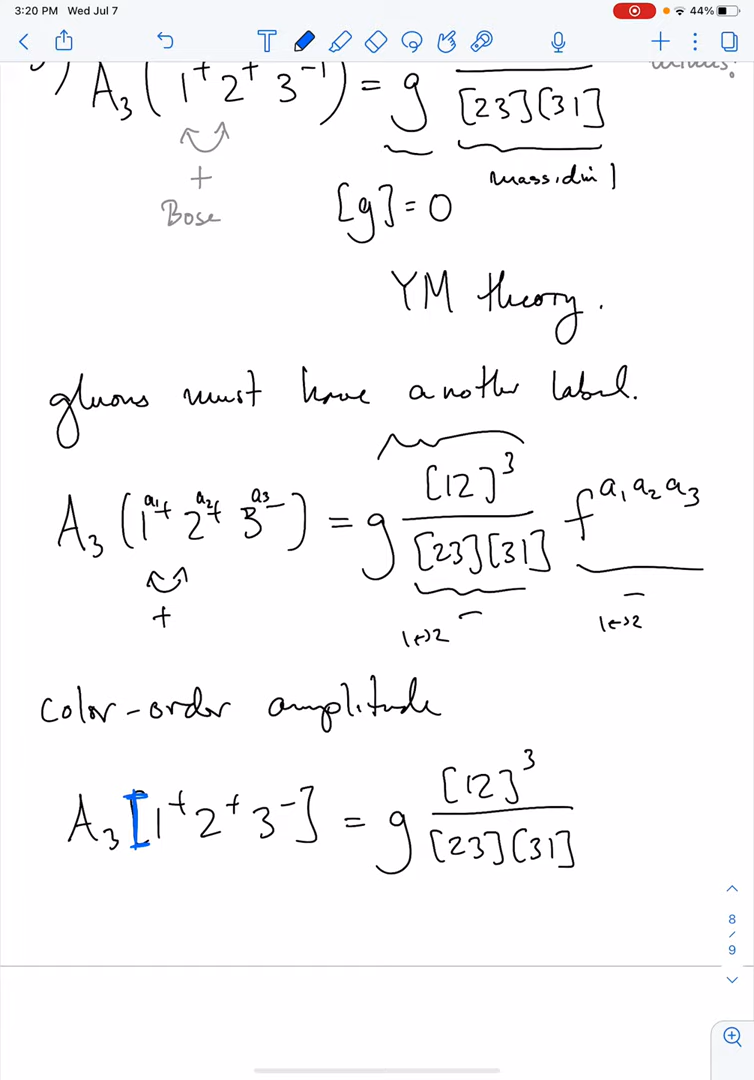 3:20 PM Wed Jul 7 44%
A₃(1⁺ 2⁺ 3⁻¹) = g / [23][31] minus?
+
Bose
mass.dim 1
[g] = 0
YM theory.
gluons must have another label.
A₃(1^{a₁+} 2^{a₂+} 3^{a₃-}) = g [12]³ / [23][31] f^{a₁a₂a₃}
+
1↔2 −
1↔2 −
color-order amplitude
A₃[1⁺ 2⁺ 3⁻] = g [12]³ / [23][31]
8
/
9